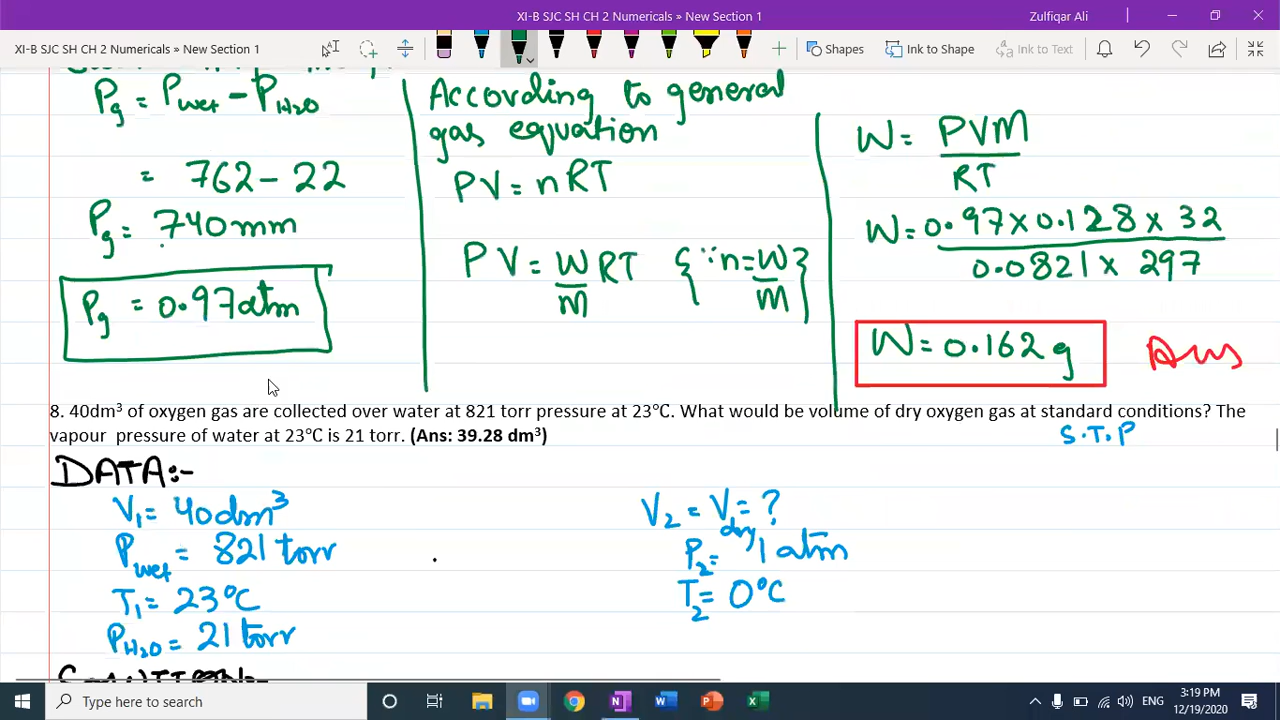 XI-B SJC SH CH 2 Numericals » New Section 1
Zulfiqar Ali
XI-B SJC SH CH 2 Numericals » New Section 1
Shapes
Ink to Shape
Ink to Text
Pg = Pwet - PH2O
= 762 - 22
Pg = 740mm
Pg = 0.97atm
According to general
gas equation
PV = nRT
PV = W/M RT {∵ n = W/M}
W = PVM/RT
W = 0.97 x 0.128 x 32 / 0.0821 x 297
W = 0.162 g
Ans
8. 40dm³ of oxygen gas are collected over water at 821 torr pressure at 23°C. What would be volume of dry oxygen gas at standard conditions? The
vapour pressure of water at 23°C is 21 torr. (Ans: 39.28 dm³)
S.T.P
DATA:-
V1 = 40dm³
Pwet = 821 torr
T1 = 23°C
PH2O = 21 torr
V2 = Vdry = ?
P2 = 1 atm
T2 = 0°C
Type here to search
ENG
3:19 PM
12/19/2020